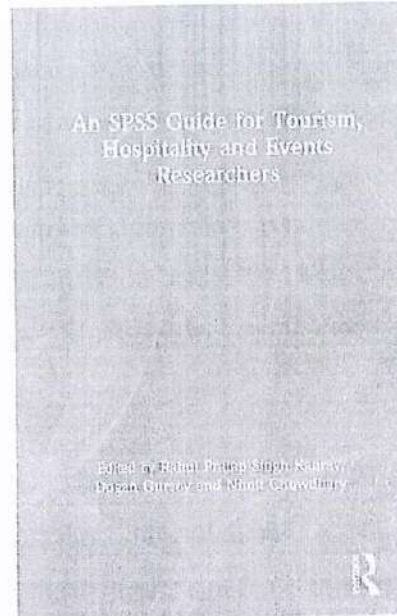 An SPSS Guide for Tourism,
Hospitality and Events
Researchers
Edited by Rahul Pratap Singh Kaurav,
Dogan Gursoy and Nimit Chowdhary
R